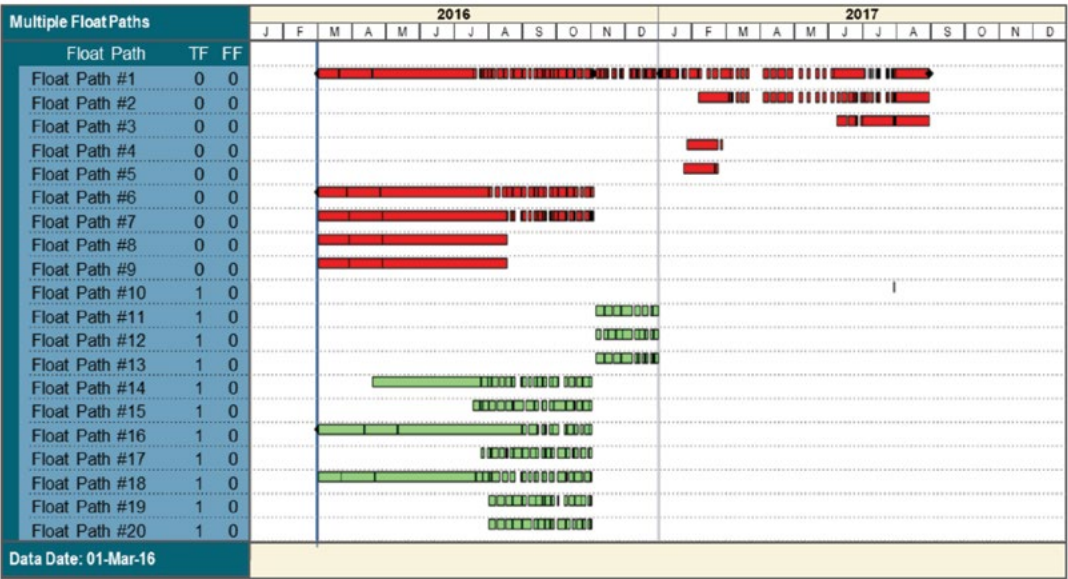 Multiple Float Paths 2016 2017
J F M A M J J A S O N D J F M A M J J A S O N D
Float Path TF FF
Float Path #1 0 0
Float Path #2 0 0
Float Path #3 0 0
Float Path #4 0 0
Float Path #5 0 0
Float Path #6 0 0
Float Path #7 0 0
Float Path #8 0 0
Float Path #9 0 0
Float Path #10 1 0
Float Path #11 1 0
Float Path #12 1 0
Float Path #13 1 0
Float Path #14 1 0
Float Path #15 1 0
Float Path #16 1 0
Float Path #17 1 0
Float Path #18 1 0
Float Path #19 1 0
Float Path #20 1 0
Data Date: 01-Mar-16